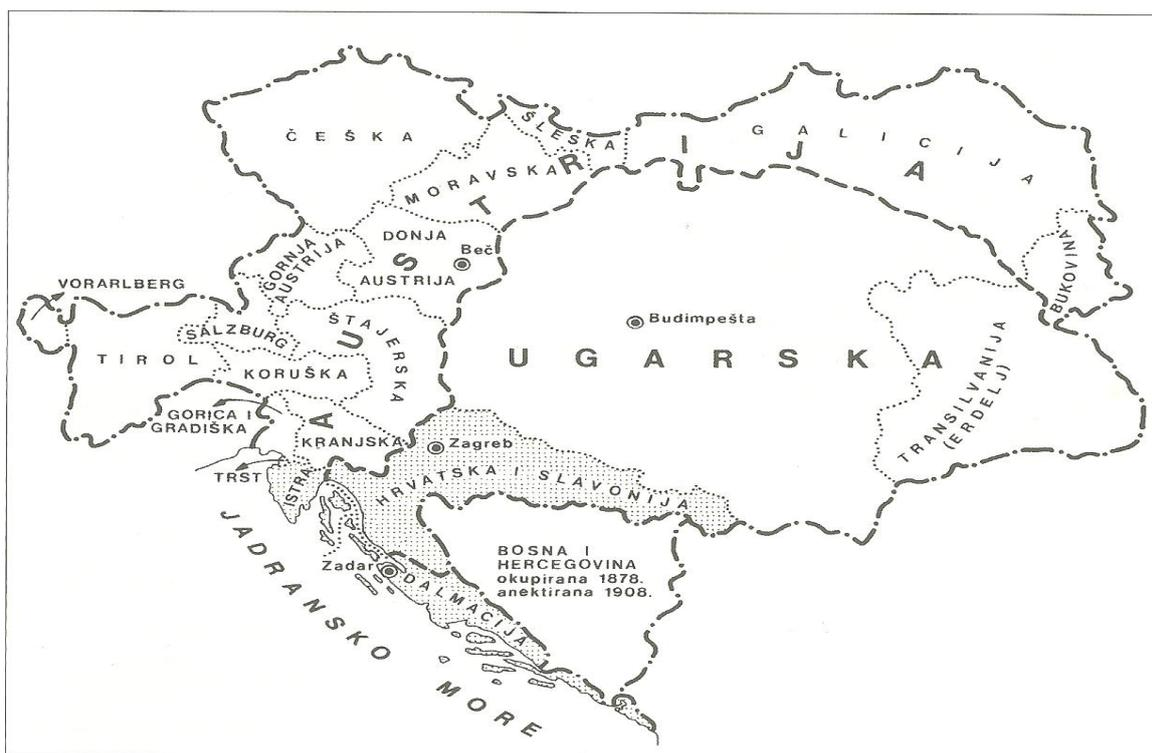 ČEŠKA
ŠLESKA
GALICIJA
MORAVSKA
AUSTRIJA
DONJA
AUSTRIJA
Beč
GORNJA
AUSTRIJA
BUKOVINA
VORARLBERG
SALZBURG
ŠTAJERSKA
Budimpešta
TIROL
KORUŠKA
UGARSKA
TRANSILVANIJA
(ERDELJ)
GORICA I
GRADIŠKA
KRANJSKA
Zagreb
TRST
ISTRA
HRVATSKA I SLAVONIJA
JADRANSKO MORE
BOSNA I
HERCEGOVINA
okupirana 1878.
anektirana 1908.
Zadar
DALMACIJA